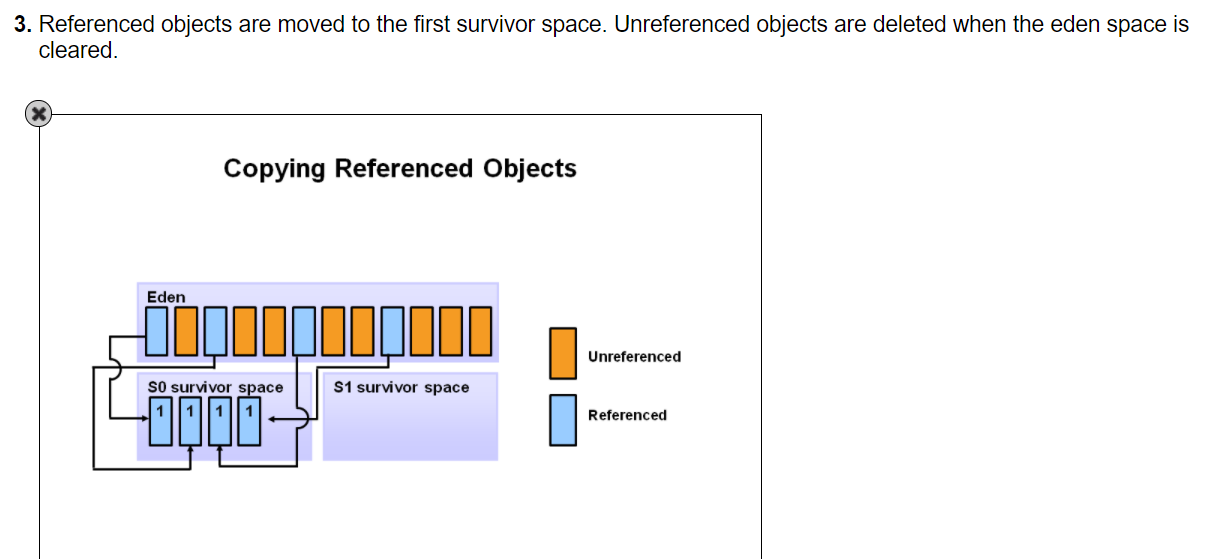 3. Referenced objects are moved to the first survivor space. Unreferenced objects are deleted when the eden space is
cleared.
Copying Referenced Objects
Eden
Unreferenced
S0 survivor space
S1 survivor space
1 1 1 1
Referenced